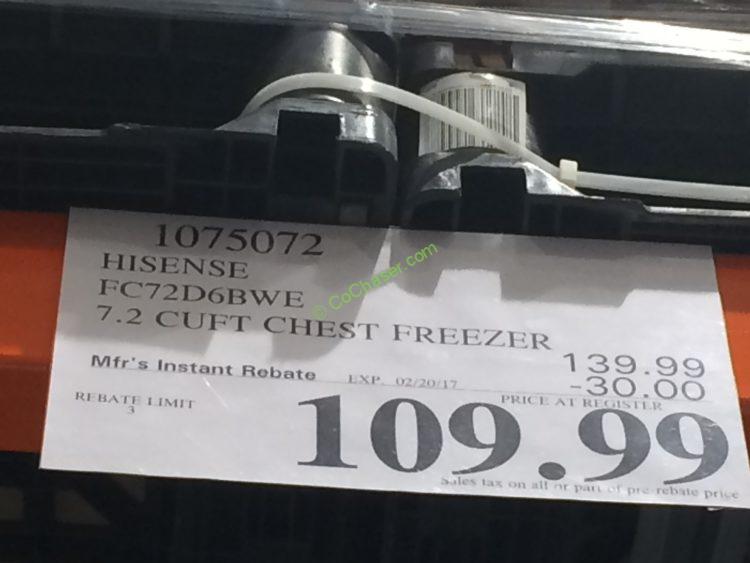 1075072
HISENSE
FC72D6BWE
7.2 CUFT CHEST FREEZER
139.99
Mfr's Instant Rebate EXP. 02/20/17 -30.00
REBATE LIMIT
3
PRICE AT REGISTER
109.99
Sales tax on all or part of pre-rebate price
© CoChaser.com